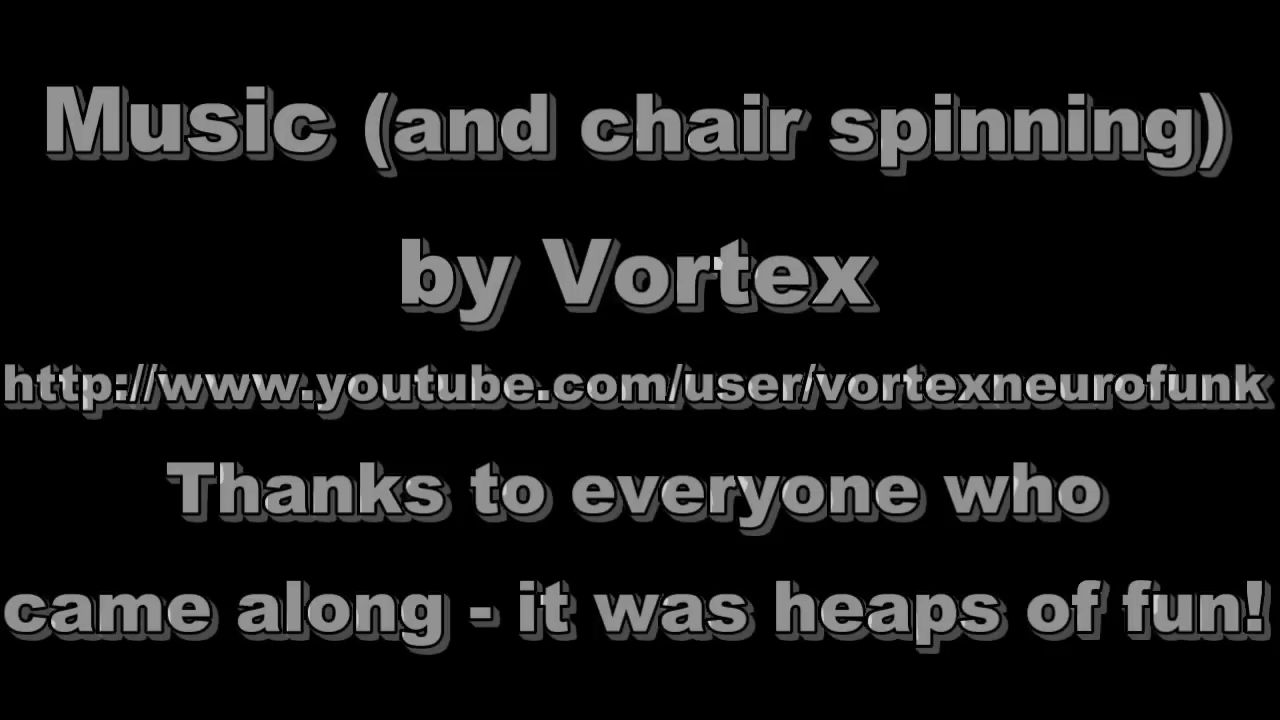 Music (and chair spinning)
by Vortex
http://www.youtube.com/user/vortexneurofunk
Thanks to everyone who
came along - it was heaps of fun!